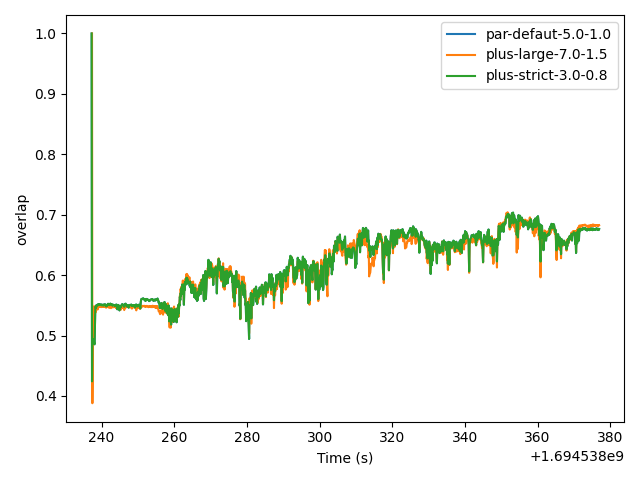 1.0
0.9
0.8
0.7
0.6
0.5
0.4
overlap
par-defaut-5.0-1.0
plus-large-7.0-1.5
plus-strict-3.0-0.8
240 260 280 300 320 340 360 380
Time (s)
+1.694538e9